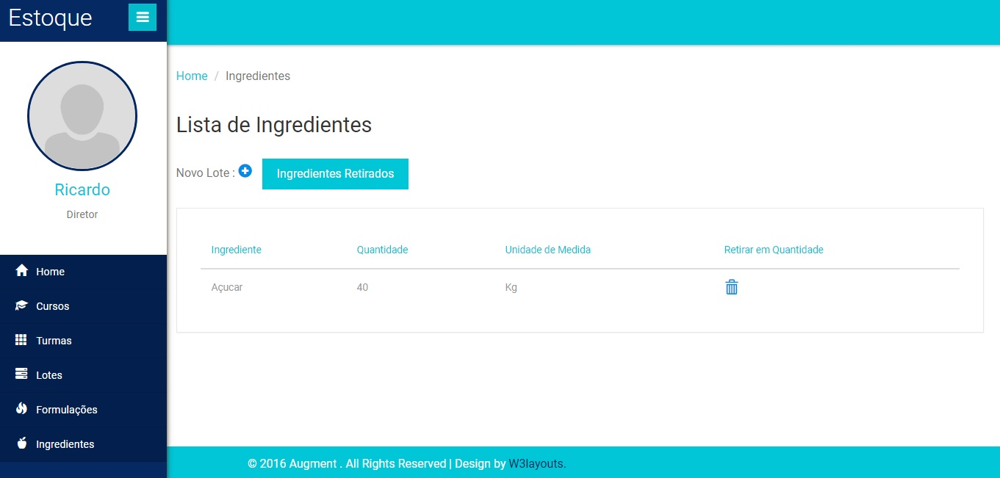 Estoque
Ricardo
Diretor
Home
Cursos
Turmas
Lotes
Formulações
Ingredientes
Home / Ingredientes
Lista de Ingredientes
Novo Lote : Ingredientes Retirados
Ingrediente Quantidade Unidade de Medida Retirar em Quantidade
Açucar 40 Kg
© 2016 Augment . All Rights Reserved | Design by W3layouts.